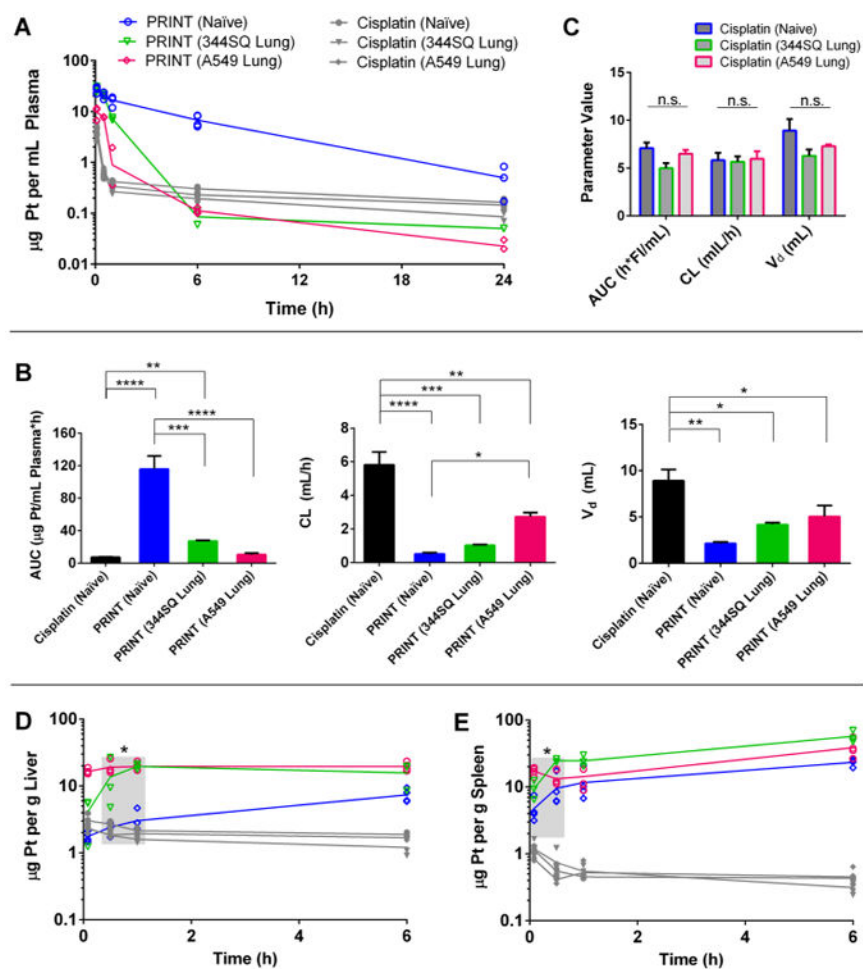 A
PRINT (Naïve)
PRINT (344SQ Lung)
PRINT (A549 Lung)
Cisplatin (Naïve)
Cisplatin (344SQ Lung)
Cisplatin (A549 Lung)
µg Pt per mL Plasma
100
10
1
0.1
0.01
0
6
12
18
24
Time (h)
C
Cisplatin (Naive)
Cisplatin (344SQ Lung)
Cisplatin (A549 Lung)
Parameter Value
15
10
5
0
n.s.
n.s.
n.s.
AUC (h*FI/mL)
CL (mlL/h)
Vd (mL)
B
AUC (µg Pt/mL Plasma*h)
160
120
80
40
0
**
****
****
***
Cisplatin (Naïve)
PRINT (Naïve)
PRINT (344SQ Lung)
PRINT (A549 Lung)
CL (mL/h)
8
6
4
2
0
**
***
****
*
Cisplatin (Naïve)
PRINT (Naïve)
PRINT (344SQ Lung)
PRINT (A549 Lung)
Vd (mL)
15
10
5
0
*
*
**
Cisplatin (Naïve)
PRINT (Naïve)
PRINT (344SQ Lung)
PRINT (A549 Lung)
D
µg Pt per g Liver
100
10
1
0.1
*
0
2
4
6
Time (h)
E
µg Pt per g Spleen
100
10
1
0.1
*
0
2
4
6
Time (h)